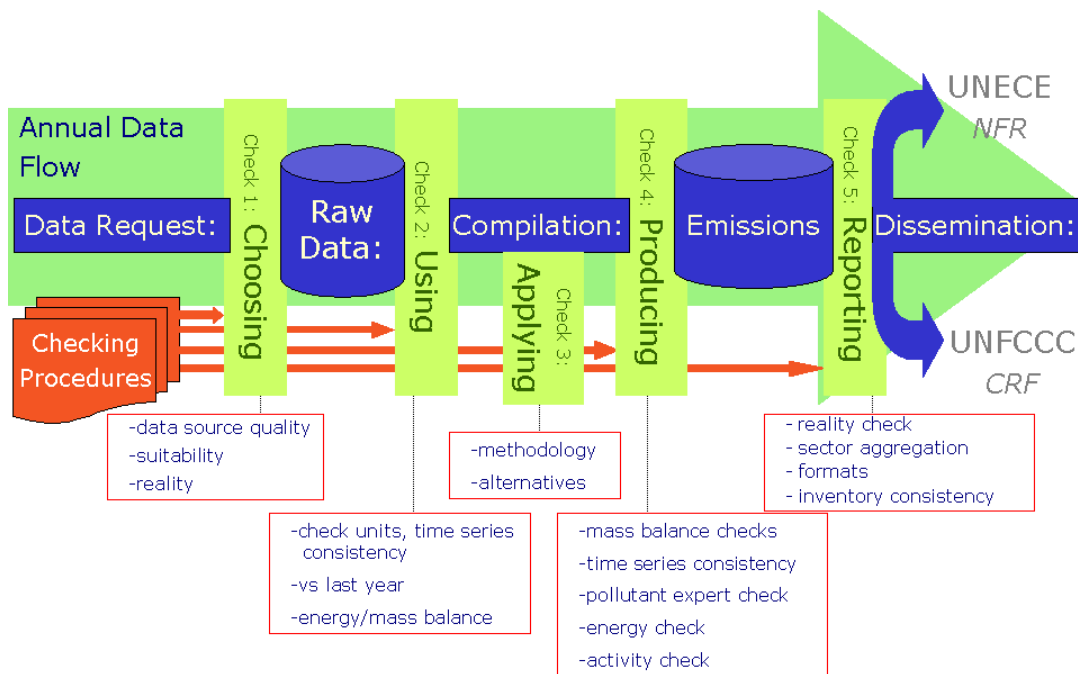 Annual Data
Flow
Data Request:
Check 1: Choosing
Raw
Data:
Check 2: Using
Compilation:
Check 3:
Applying
Check 4: Producing
Emissions
Check 5: Reporting
Dissemination:
UNECE
NFR
UNFCCC
CRF
Checking
Procedures
-data source quality
-suitability
-reality
-check units, time series
consistency
-vs last year
-energy/mass balance
-methodology
-alternatives
-mass balance checks
-time series consistency
-pollutant expert check
-energy check
-activity check
- reality check
- sector aggregation
- formats
- inventory consistency